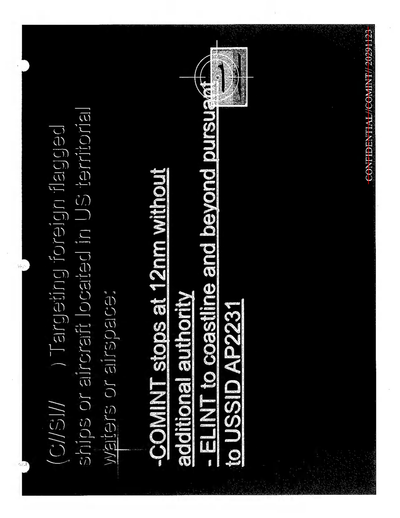 (C//SI// ) Targeting foreign flagged
ships or aircraft located in US territorial
waters or airspace:
-COMINT stops at 12nm without
additional authority
- ELINT to coastline and beyond pursuant
to USSID AP2231
CONFIDENTIAL//COMINT// 20291123